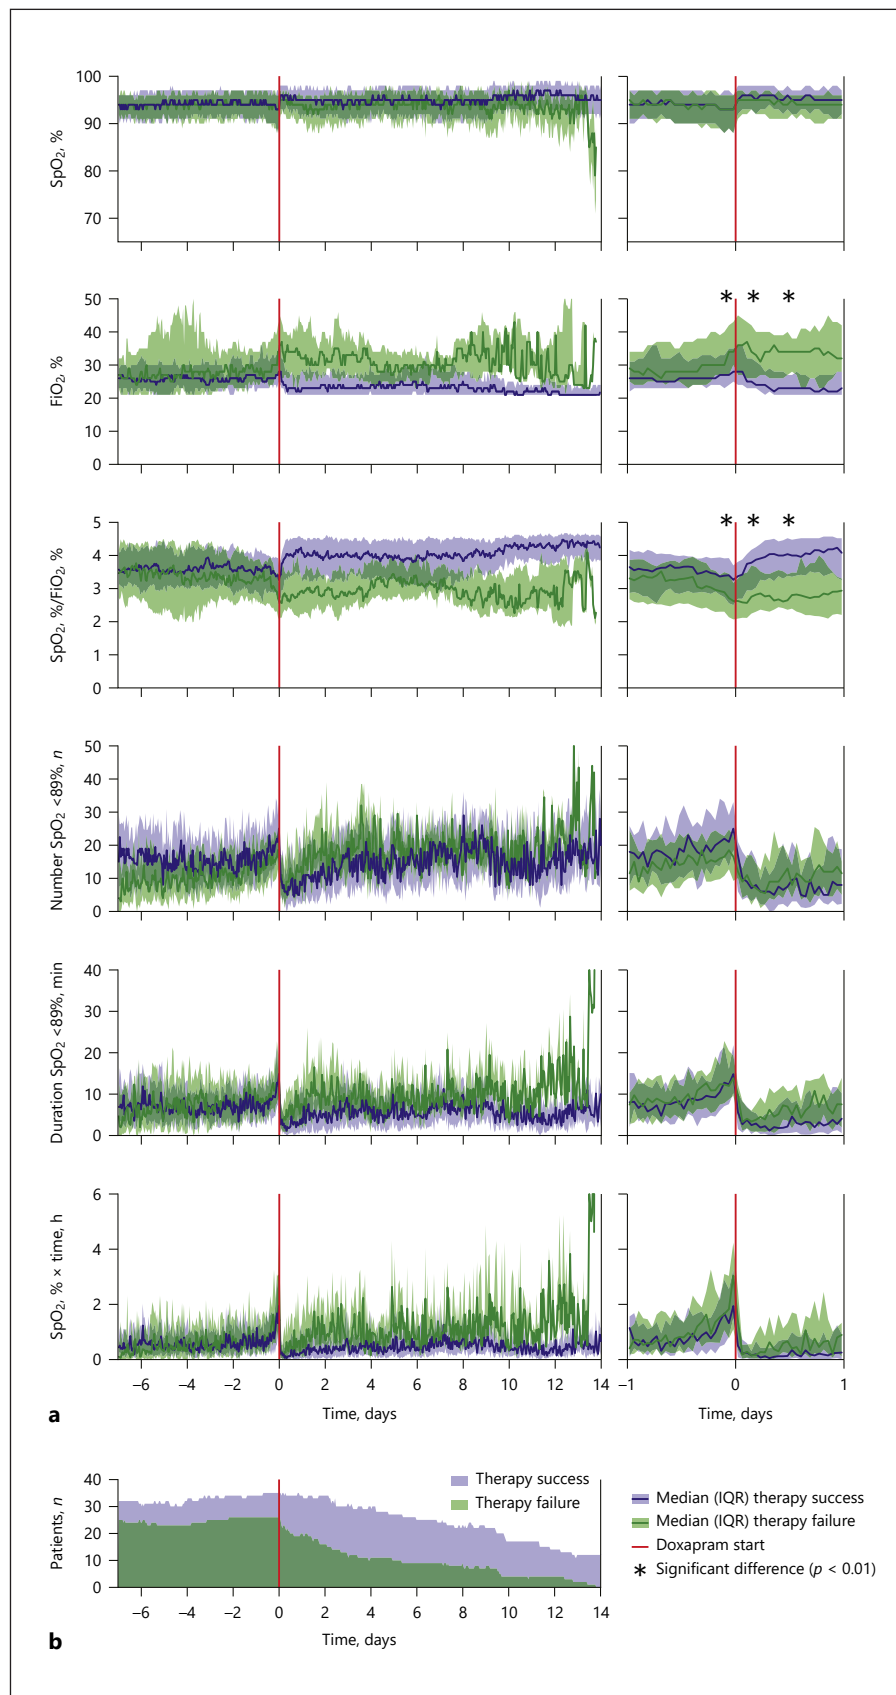 100
90
80
70
SpO2, %
50
40
30
20
10
0
FiO2, %
* * *
5
4
3
2
1
0
SpO2, %/FiO2, %
* * *
50
40
30
20
10
0
Number SpO2 <89%, n
40
30
20
10
0
Duration SpO2 <89%, min
6
4
2
0
SpO2, % × time, h
–6 –4 –2 0 2 4 6 8 10 12 14
Time, days
–1 0 1
Time, days
a
40
30
20
10
0
Patients, n
Therapy success
Therapy failure
–6 –4 –2 0 2 4 6 8 10 12 14
Time, days
b
Median (IQR) therapy success
Median (IQR) therapy failure
Doxapram start
* Significant difference (p < 0.01)